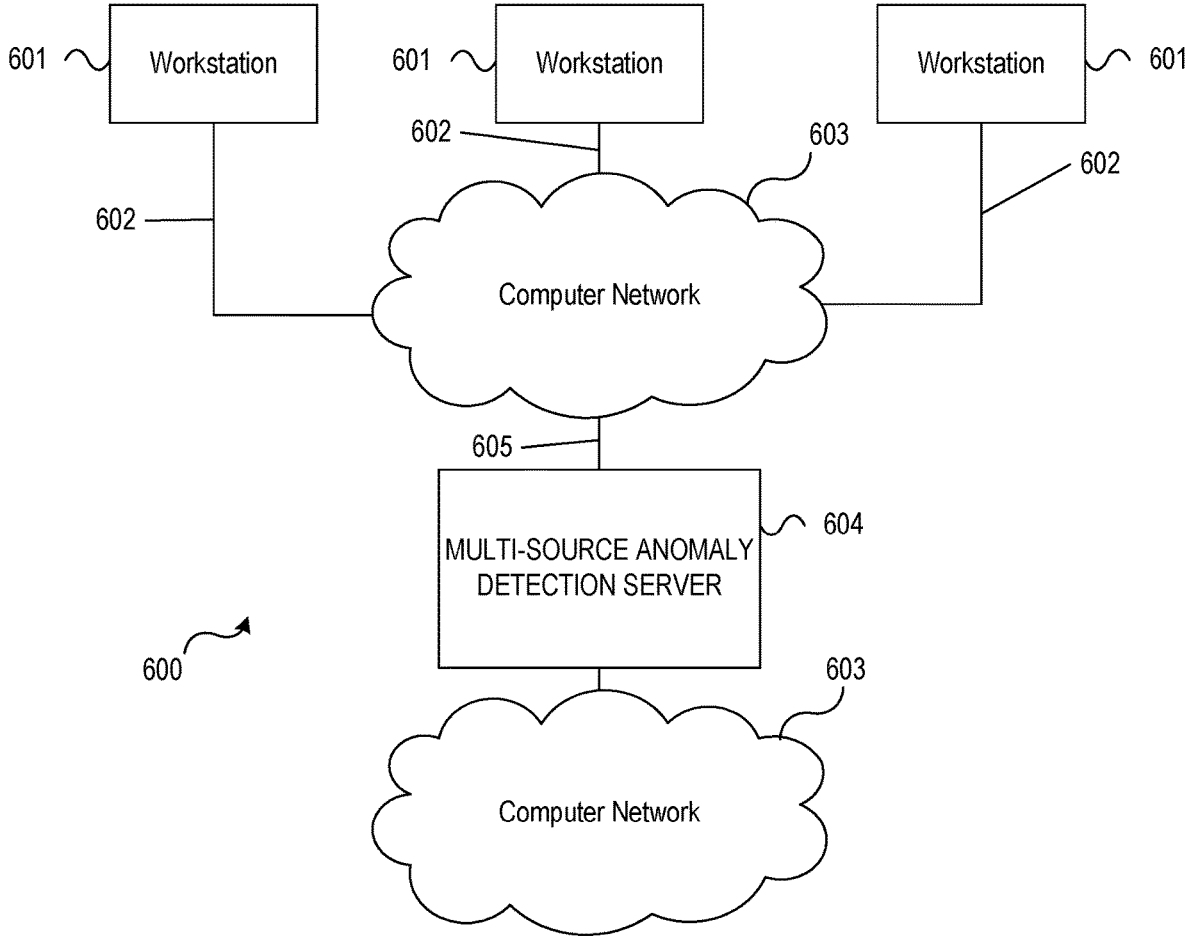 601
Workstation
601
Workstation
Workstation
601
602
603
602
602
Computer Network
605
604
MULTI-SOURCE ANOMALY
DETECTION SERVER
600
603
Computer Network